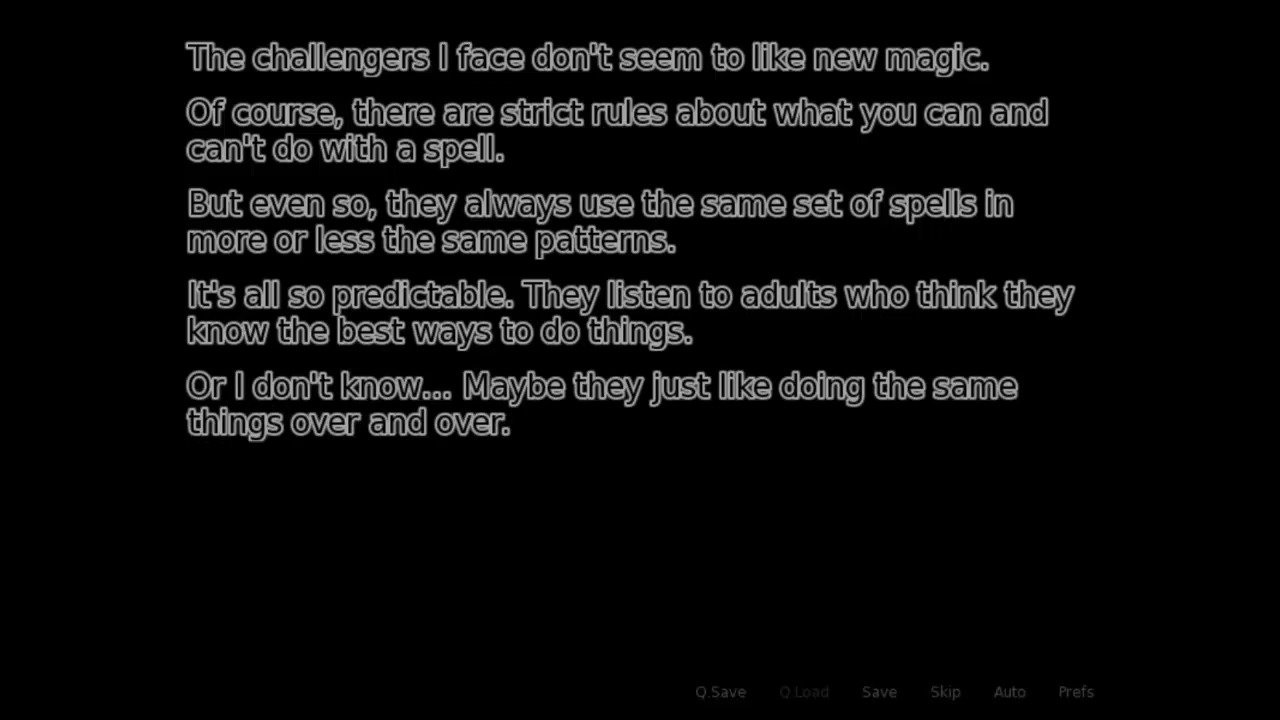 The challengers I face don't seem to like new magic.
Of course, there are strict rules about what you can and
can't do with a spell.
But even so, they always use the same set of spells in
more or less the same patterns.
It's all so predictable. They listen to adults who think they
know the best ways to do things.
Or I don't know... Maybe they just like doing the same
things over and over.
Q.Save Q.Load Save Skip Auto Prefs